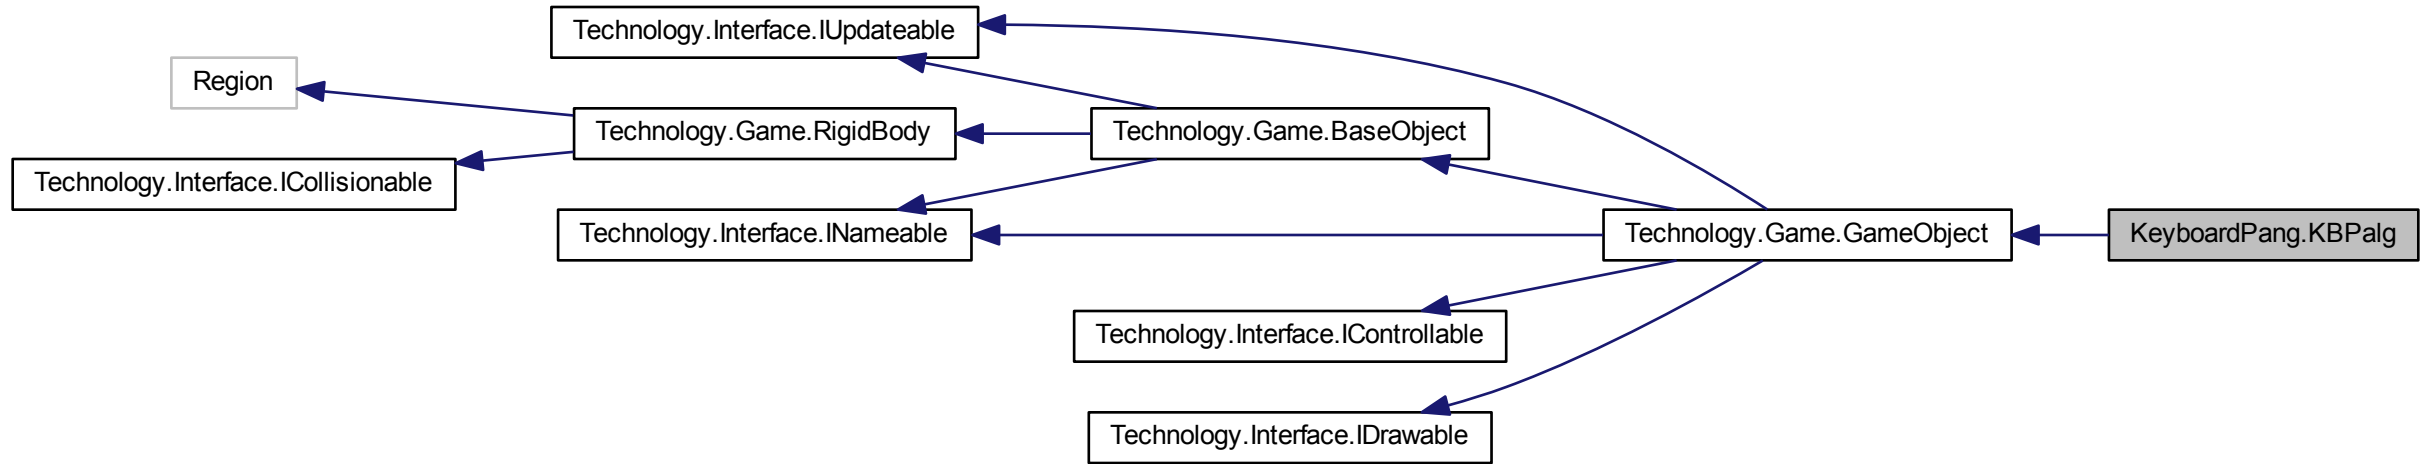 Technology.Interface.IUpdateable
Region
Technology.Game.RigidBody
Technology.Game.BaseObject
Technology.Interface.ICollisionable
Technology.Interface.INameable
Technology.Game.GameObject
KeyboardPang.KBPalg
Technology.Interface.IControllable
Technology.Interface.IDrawable